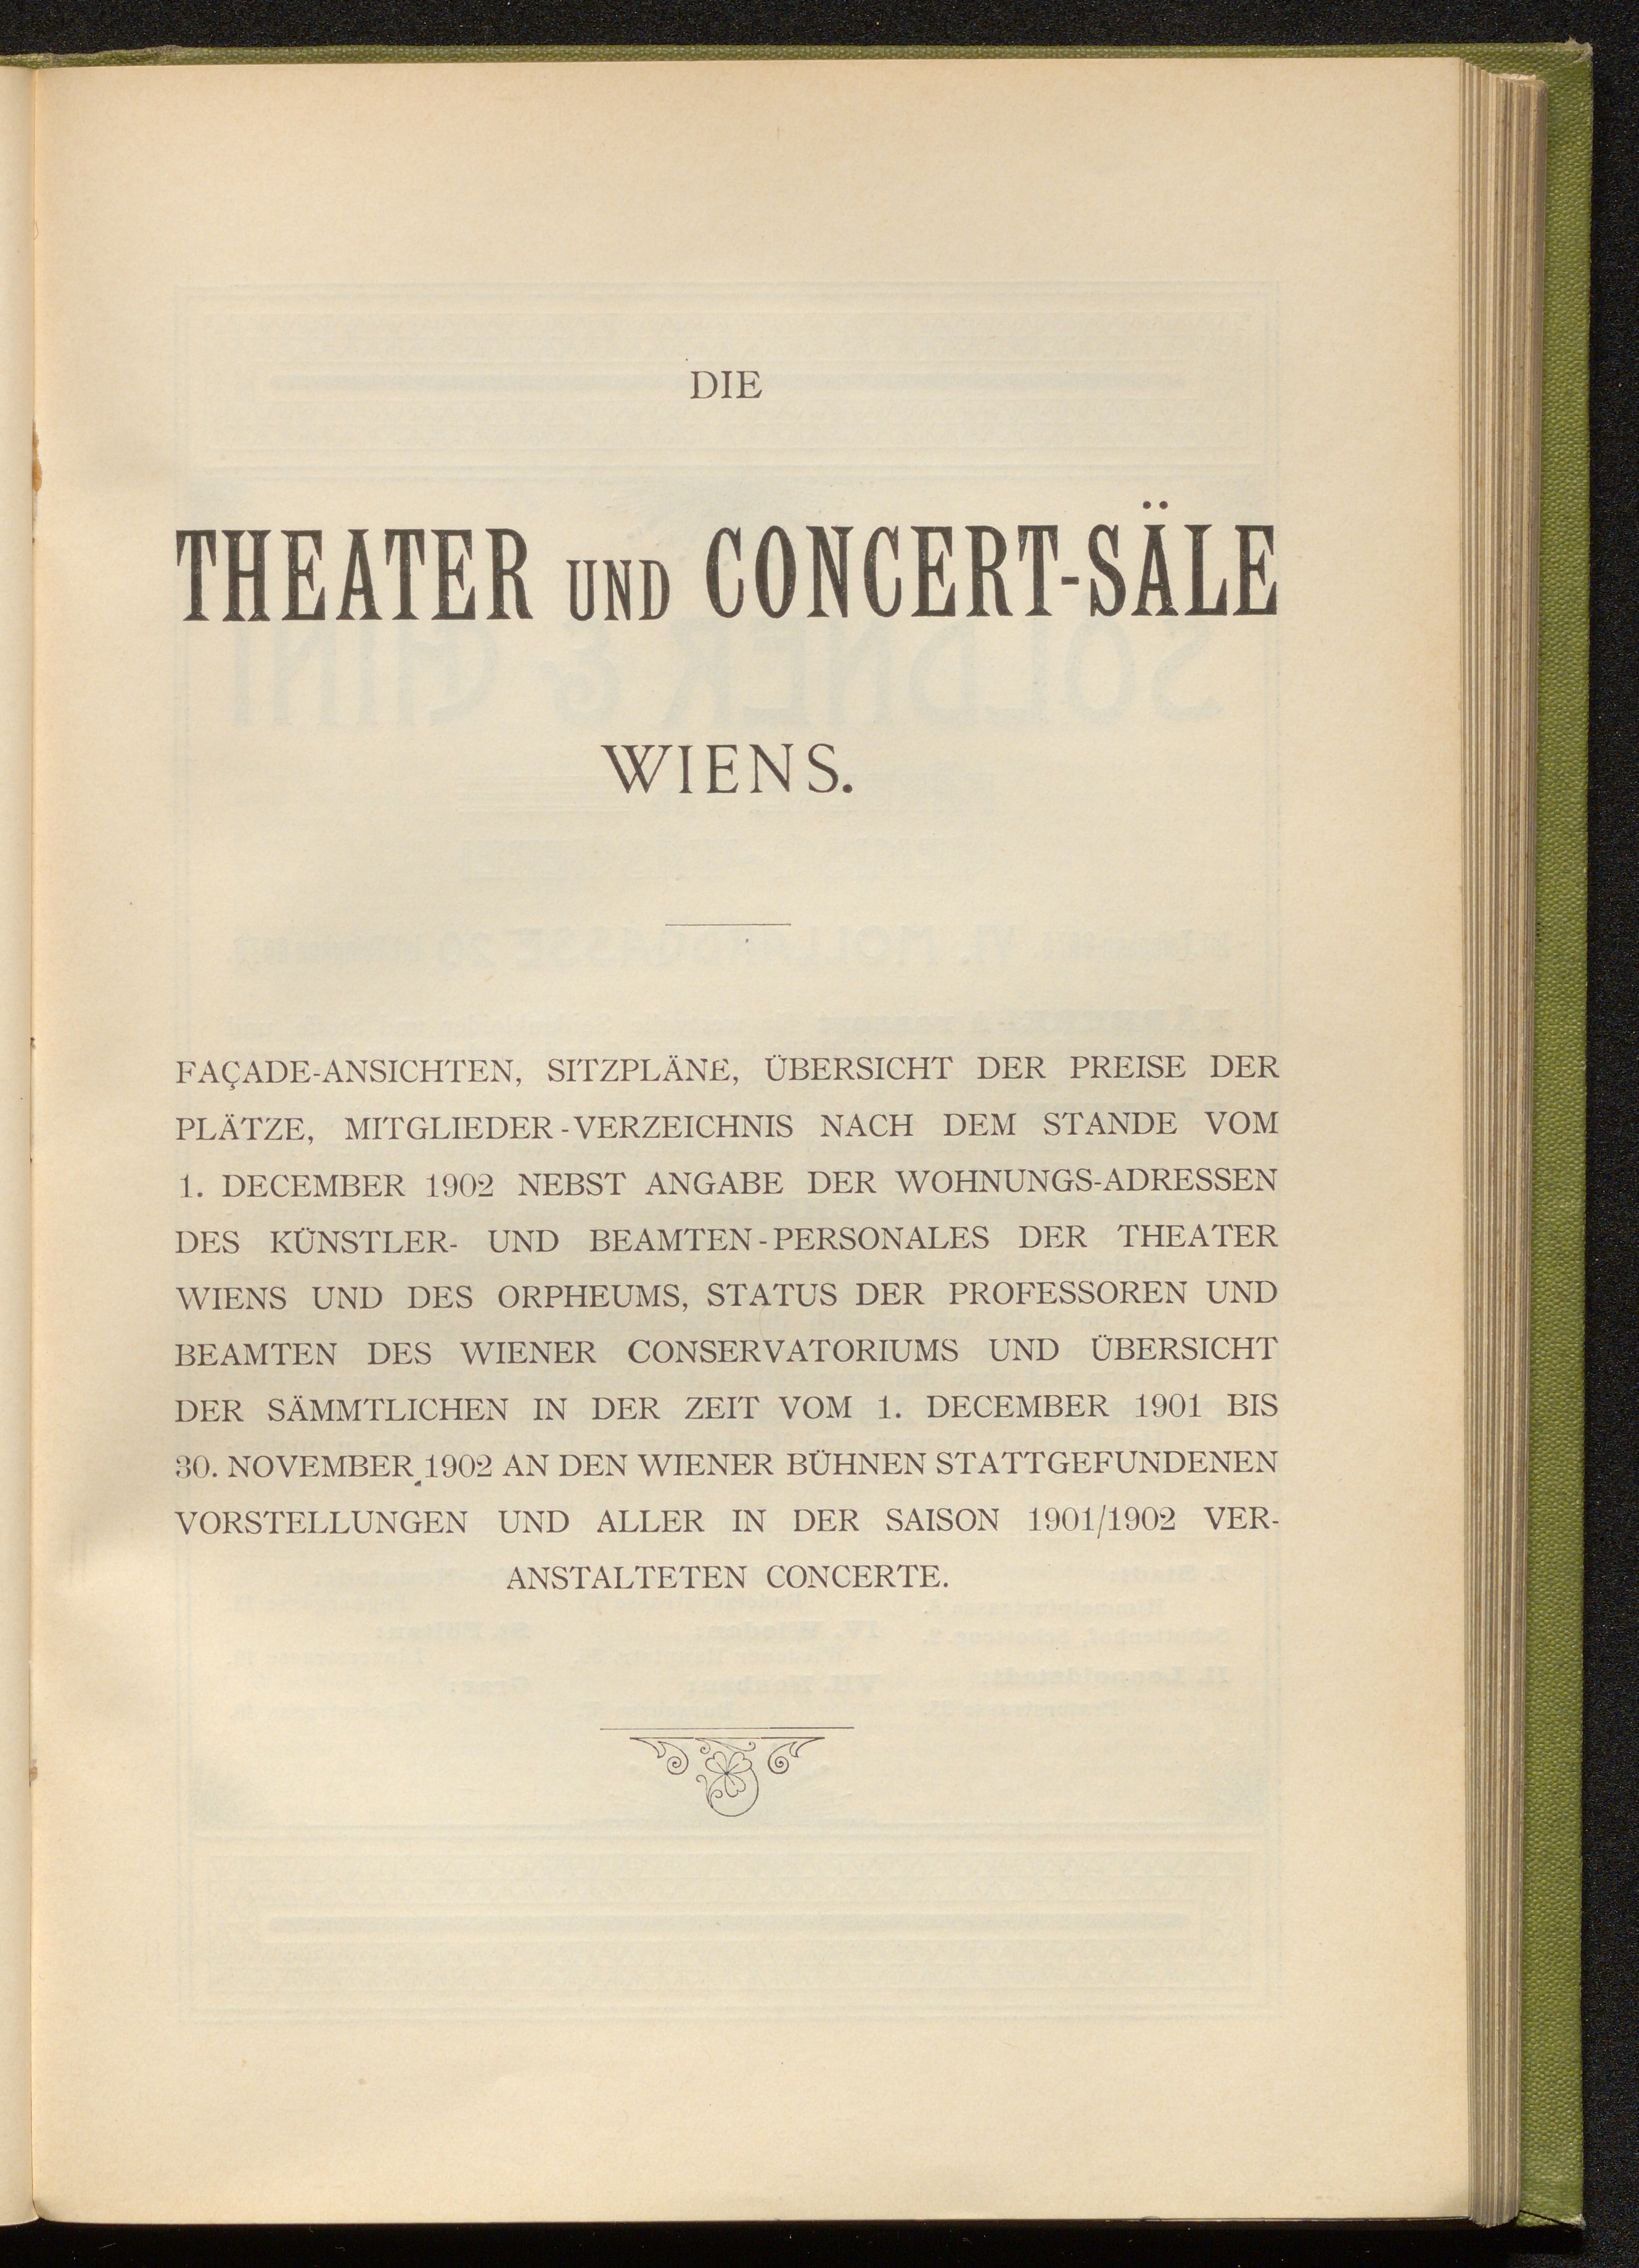 DIE
THEATER UND CONCERT-SÄLE
WIENS.
FAÇADE-ANSICHTEN, SITZPLÄNE, ÜBERSICHT DER PREISE DER
PLÄTZE, MITGLIEDER-VERZEICHNIS NACH DEM STANDE VOM
1. DECEMBER 1902 NEBST ANGABE DER WOHNUNGS-ADRESSEN
DES KÜNSTLER- UND BEAMTEN-PERSONALES DER THEATER
WIENS UND DES ORPHEUMS, STATUS DER PROFESSOREN UND
BEAMTEN DES WIENER CONSERVATORIUMS UND ÜBERSICHT
DER SÄMMTLICHEN IN DER ZEIT VOM 1. DECEMBER 1901 BIS
30. NOVEMBER 1902 AN DEN WIENER BÜHNEN STATTGEFUNDENEN
VORSTELLUNGEN UND ALLER IN DER SAISON 1901/1902 VER-
ANSTALTETEN CONCERTE.